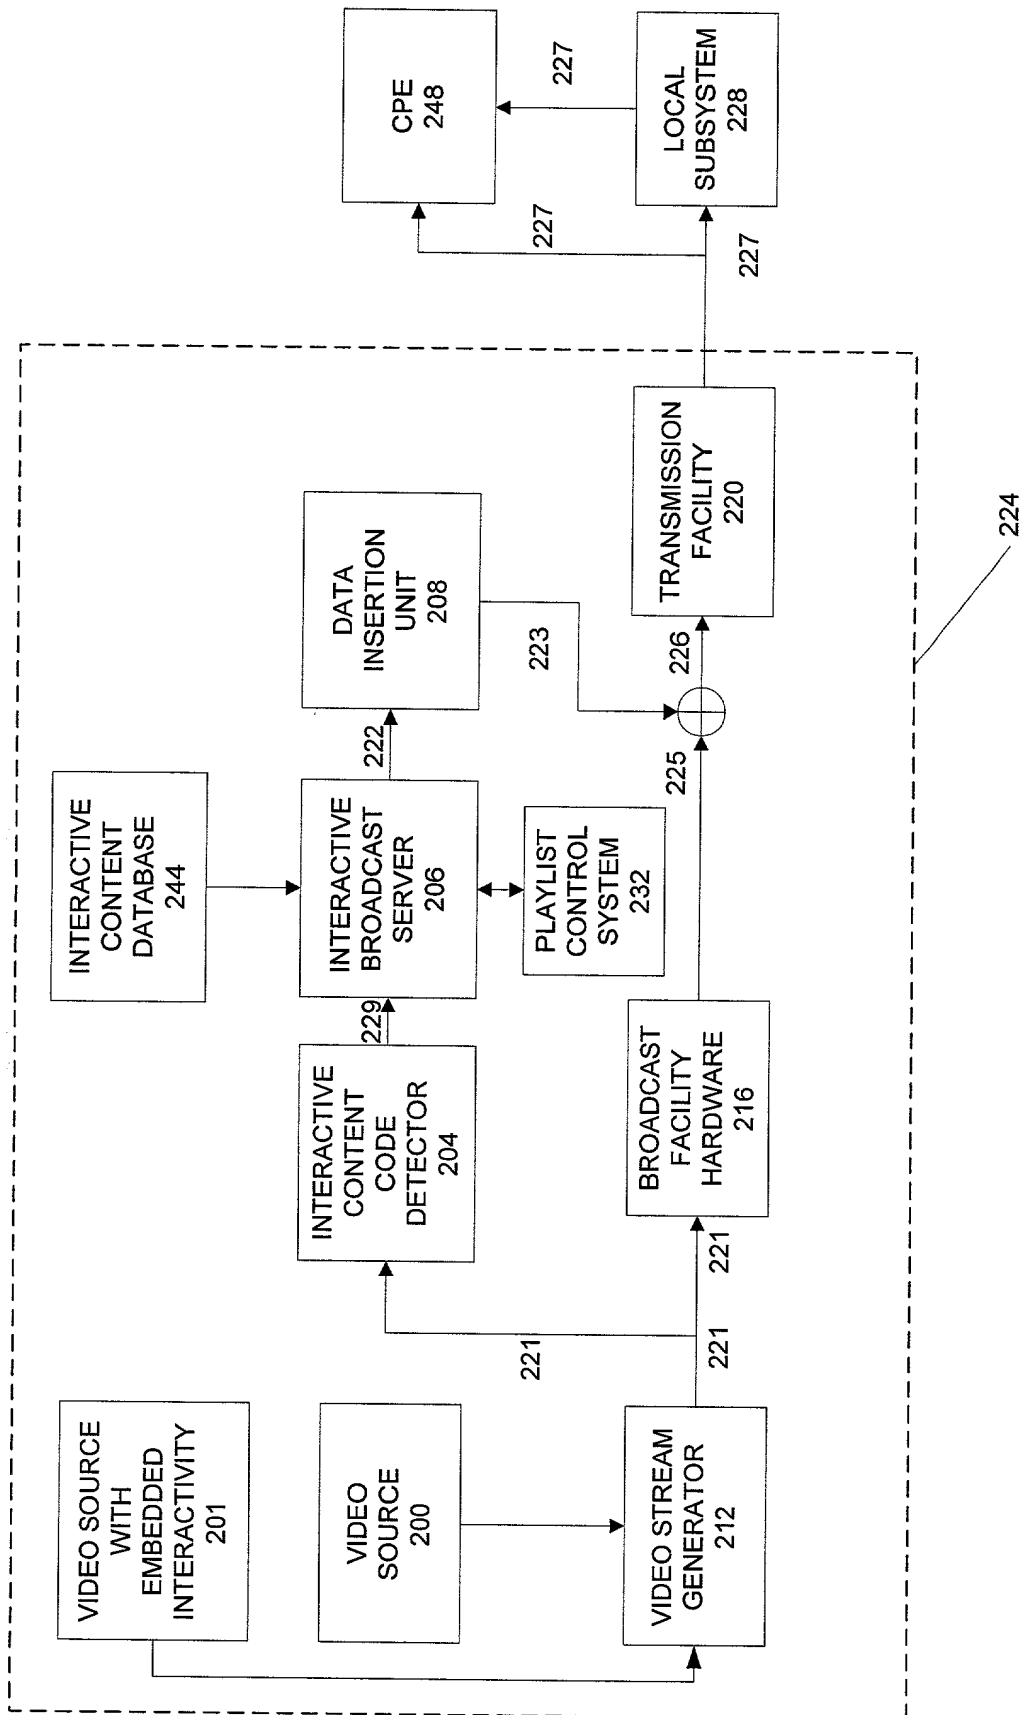 VIDEO SOURCE
WITH
EMBEDDED
INTERACTIVITY
201
VIDEO
SOURCE
200
VIDEO STREAM
GENERATOR
212
221
221
221
INTERACTIVE
CONTENT
CODE
DETECTOR
204
229
INTERACTIVE
CONTENT
DATABASE
244
INTERACTIVE
BROADCAST
SERVER
206
PLAYLIST
CONTROL
SYSTEM
232
BROADCAST
FACILITY
HARDWARE
216
222
DATA
INSERTION
UNIT
208
223
225
226
TRANSMISSION
FACILITY
220
224
227
227
227
CPE
248
LOCAL
SUBSYSTEM
228